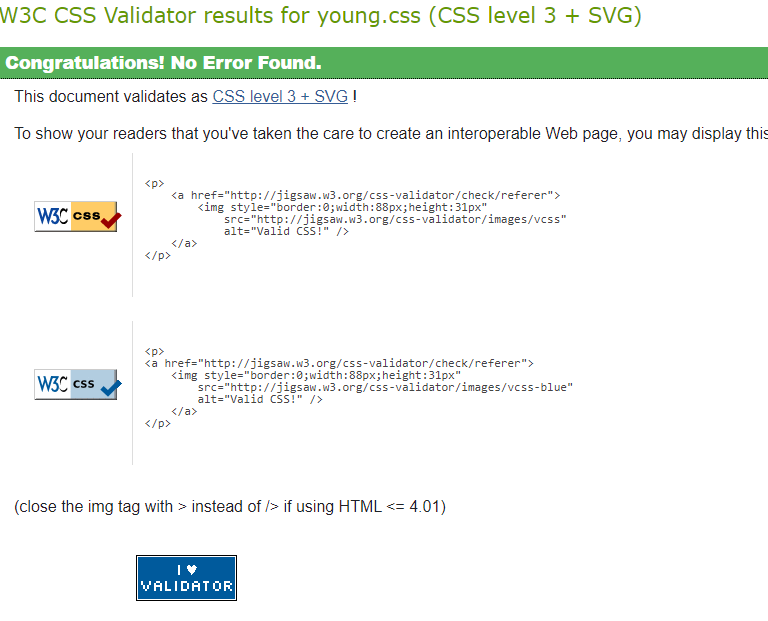 W3C CSS Validator results for young.css (CSS level 3 + SVG)
Congratulations! No Error Found.
This document validates as CSS level 3 + SVG !
To show your readers that you've taken the care to create an interoperable Web page, you may display this
W3C css
<p>
<a href="http://jigsaw.w3.org/css-validator/check/referer">
<img style="border:0;width:88px;height:31px"
src="http://jigsaw.w3.org/css-validator/images/vcss"
alt="Valid CSS!" />
</a>
</p>
W3C css
<p>
<a href="http://jigsaw.w3.org/css-validator/check/referer">
<img style="border:0;width:88px;height:31px"
src="http://jigsaw.w3.org/css-validator/images/vcss-blue"
alt="Valid CSS!" />
</a>
</p>
(close the img tag with > instead of /> if using HTML <= 4.01)
I ♥
VALIDATOR